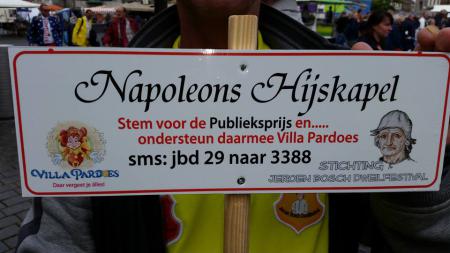 Napoleons Hijskapel
Stem voor de Publieksprijs en.....
ondersteun daarmee Villa Pardoes
sms: jbd 29 naar 3388
VILLA PARDOES
Daar vergeet je alles!
STICHTING
JEROEN BOSCH DWEILFESTIVAL